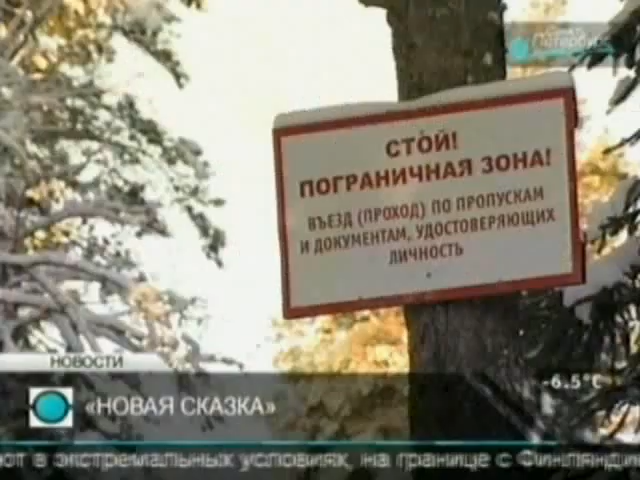 СТОЙ!
ПОГРАНИЧНАЯ ЗОНА!
ВЪЕЗД (ПРОХОД) ПО ПРОПУСКАМ
И ДОКУМЕНТАМ, УДОСТОВЕРЯЮЩИХ
ЛИЧНОСТЬ
НОВОСТИ
-6.5°C
«НОВАЯ СКАЗКА»
в экстремальных условиях, на границе с Финлянди